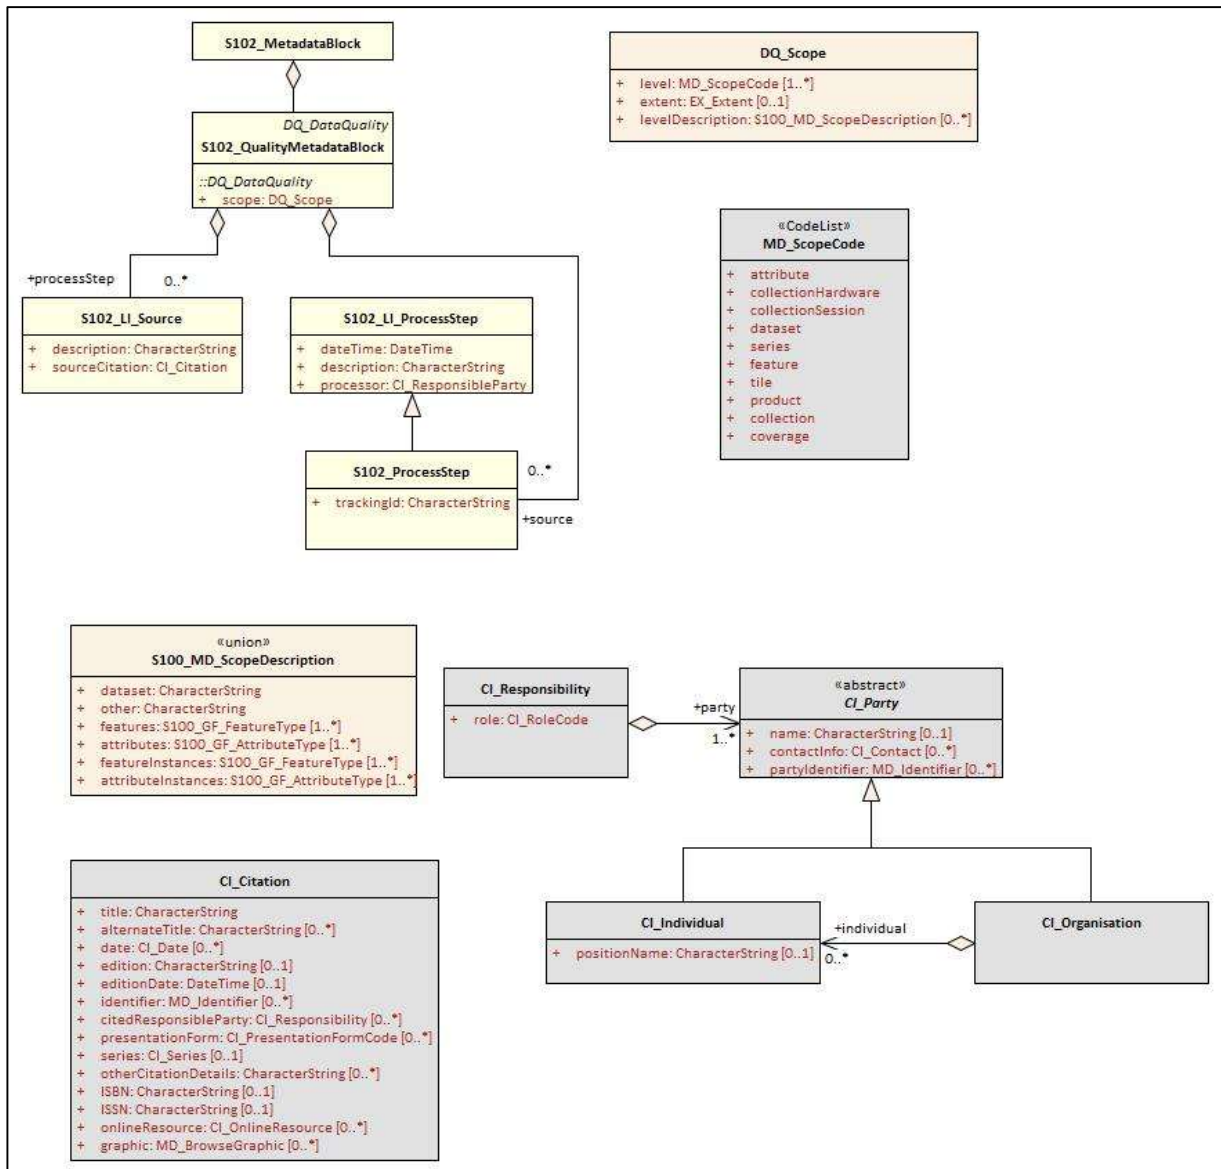 S102_MetadataBlock
DQ_Scope
+ level: MD_ScopeCode [1..*]
+ extent: EX_Extent [0..1]
+ levelDescription: S100_MD_ScopeDescription [0..*]
DQ_DataQuality
S102_QualityMetadataBlock
::DQ_DataQuality
+ scope: DQ_Scope
«CodeList»
MD_ScopeCode
+ attribute
+ collectionHardware
+ collectionSession
+ dataset
+ series
+ feature
+ tile
+ product
+ collection
+ coverage
+processStep
0..*
S102_LI_Source
+ description: CharacterString
+ sourceCitation: CI_Citation
S102_LI_ProcessStep
+ dateTime: DateTime
+ description: CharacterString
+ processor: CI_ResponsibleParty
S102_ProcessStep
+ trackingId: CharacterString
0..*
+source
«union»
S100_MD_ScopeDescription
+ dataset: CharacterString
+ other: CharacterString
+ features: S100_GF_FeatureType [1..*]
+ attributes: S100_GF_AttributeType [1..*]
+ featureInstances: S100_GF_FeatureType [1..*]
+ attributeInstances: S100_GF_AttributeType [1..*]
CI_Responsibility
+ role: CI_RoleCode
+party
1..*
«abstract»
CI_Party
+ name: CharacterString [0..1]
+ contactInfo: CI_Contact [0..*]
+ partyIdentifier: MD_Identifier [0..*]
CI_Citation
+ title: CharacterString
+ alternateTitle: CharacterString [0..*]
+ date: CI_Date [0..*]
+ edition: CharacterString [0..1]
+ editionDate: DateTime [0..1]
+ identifier: MD_Identifier [0..*]
+ citedResponsibleParty: CI_Responsibility [0..*]
+ presentationForm: CI_PresentationFormCode [0..*]
+ series: CI_Series [0..1]
+ otherCitationDetails: CharacterString [0..*]
+ ISBN: CharacterString [0..1]
+ ISSN: CharacterString [0..1]
+ onlineResource: CI_OnlineResource [0..*]
+ graphic: MD_BrowseGraphic [0..*]
CI_Individual
+ positionName: CharacterString [0..1]
+individual
0..*
CI_Organisation